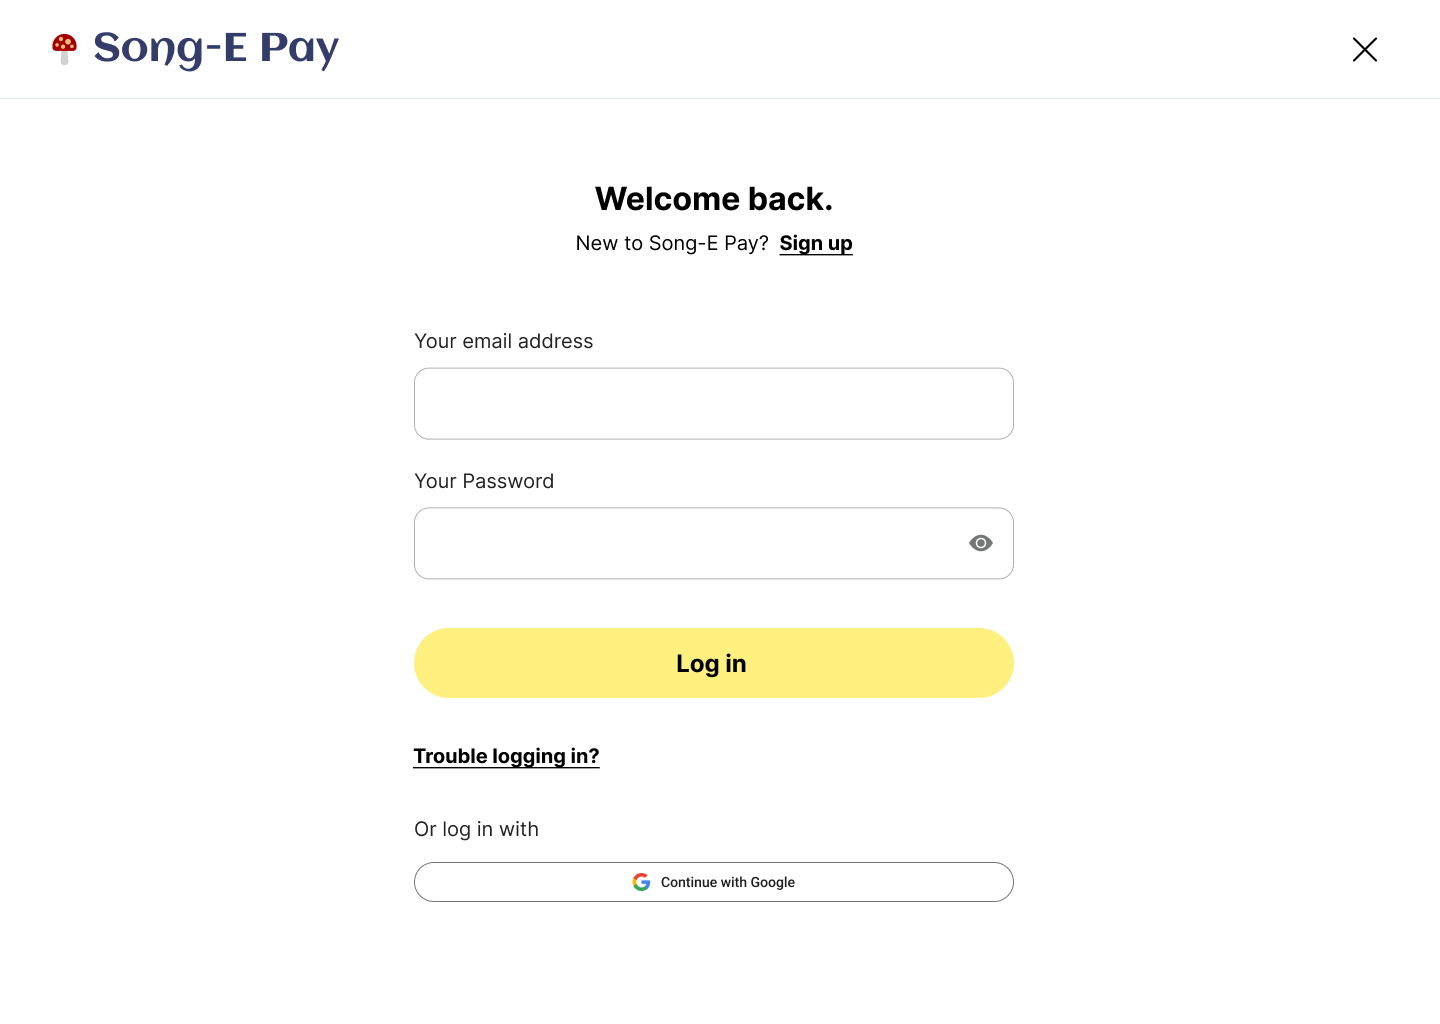 Song-E Pay
Welcome back.
New to Song-E Pay? Sign up
Your email address
Your Password
Log in
Trouble logging in?
Or log in with
Continue with Google